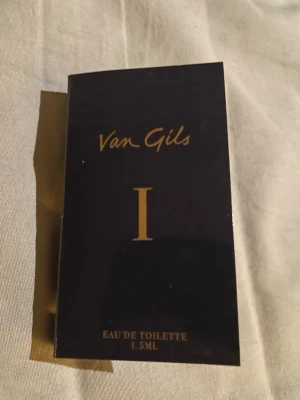 Van Gils
I
EAU DE TOILETTE
1.5ML